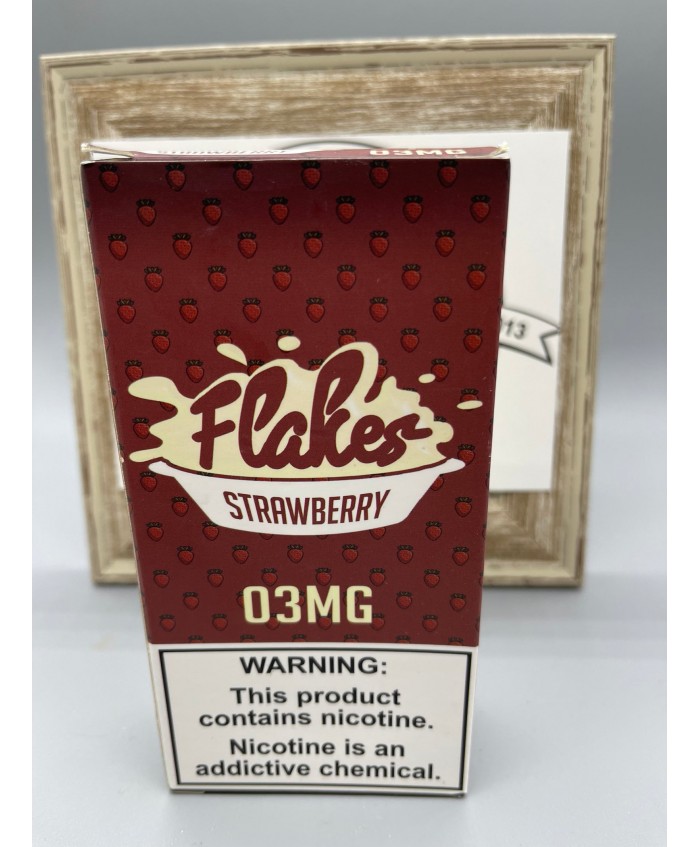 03MG
Flakes
STRAWBERRY
03MG
WARNING:
This product
contains nicotine.
Nicotine is an
addictive chemical.